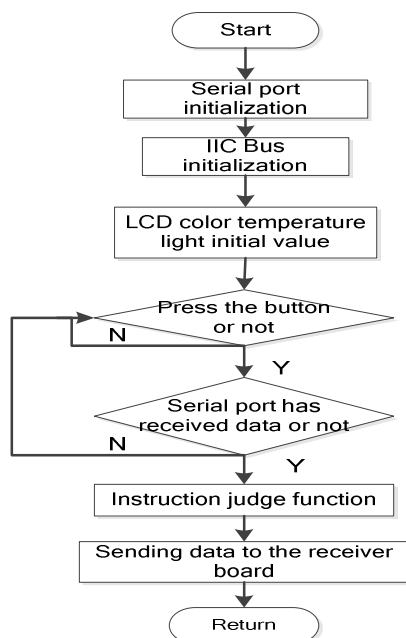 Start
Serial port
initialization
IIC Bus
initialization
LCD color temperature
light initial value
Press the button
or not
N
Y
Serial port has
received data or not
N
Y
Instruction judge function
Sending data to the receiver
board
Return